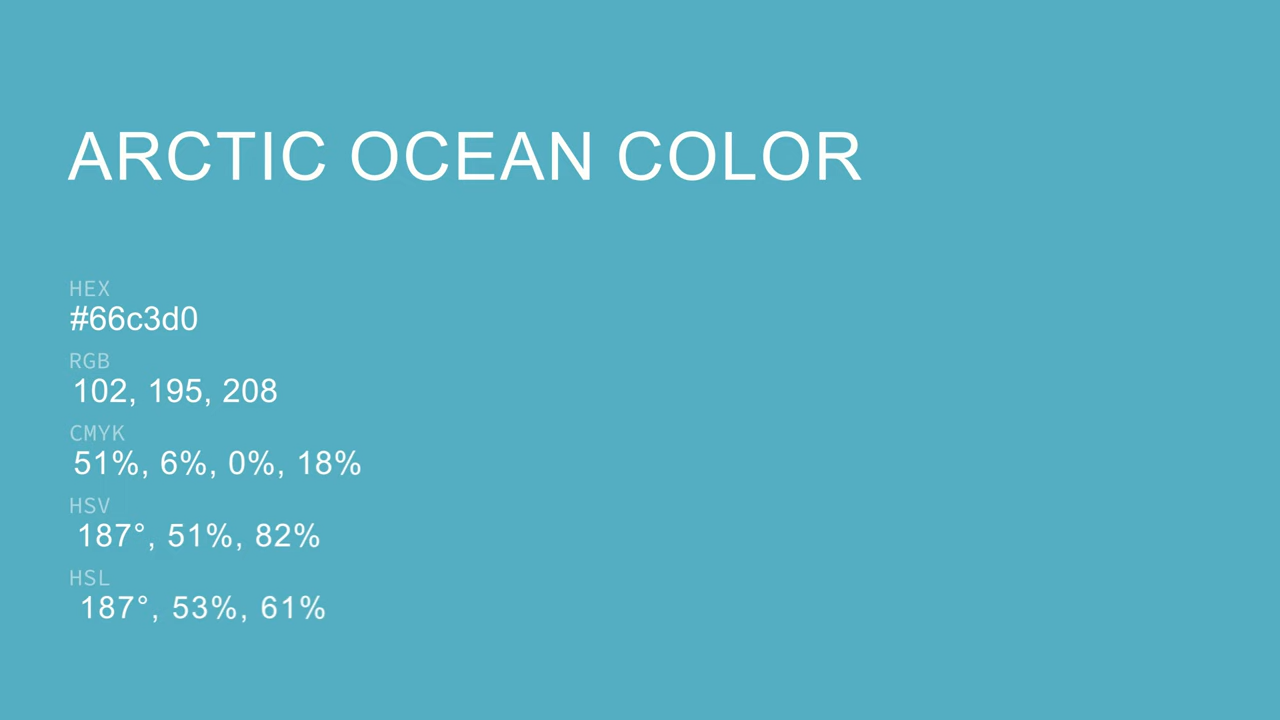 ARCTIC OCEAN COLOR
HEX
#66c3d0
RGB
102, 195, 208
CMYK
51%, 6%, 0%, 18%
HSV
187°, 51%, 82%
HSL
187°, 53%, 61%